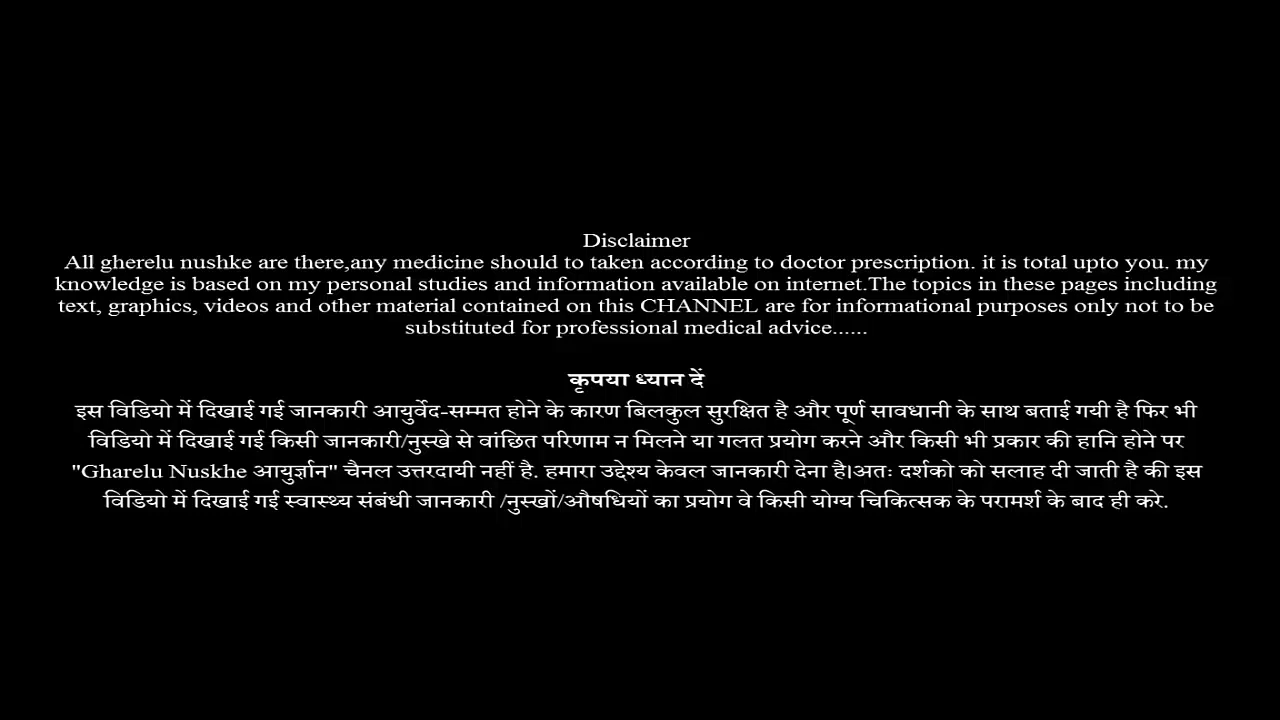 Disclaimer
All gherelu nushke are there,any medicine should to taken according to doctor prescription. it is total upto you. my
knowledge is based on my personal studies and information available on internet.The topics in these pages including
text, graphics, videos and other material contained on this CHANNEL are for informational purposes only not to be
substituted for professional medical advice......
कृपया ध्यान दें
इस विडियो में दिखाई गई जानकारी आयुर्वेद-सम्मत होने के कारण बिलकुल सुरक्षित है और पूर्ण सावधानी के साथ बताई गयी है फिर भी
विडियो में दिखाई गई किसी जानकारी/नुस्खे से वांछित परिणाम न मिलने या गलत प्रयोग करने और किसी भी प्रकार की हानि होने पर
"Gharelu Nuskhe आयुर्ज्ञान" चैनल उत्तरदायी नहीं है. हमारा उद्देश्य केवल जानकारी देना है।अतः दर्शको को सलाह दी जाती है की इस
विडियो में दिखाई गई स्वास्थ्य संबंधी जानकारी /नुस्खों/औषधियों का प्रयोग वे किसी योग्य चिकित्सक के परामर्श के बाद ही करे.